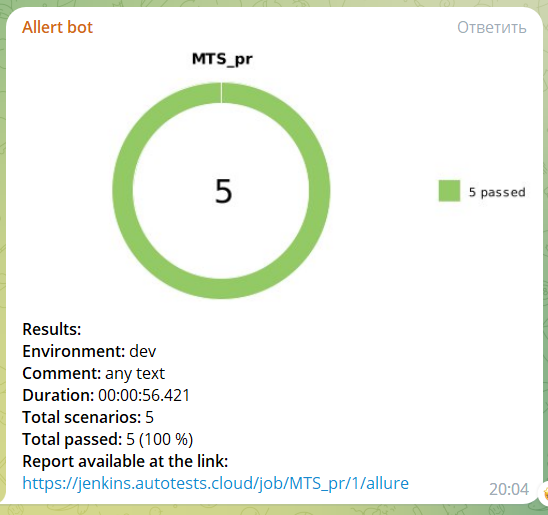 Allert bot
Ответить
MTS_pr
5
5 passed
Results:
Environment: dev
Comment: any text
Duration: 00:00:56.421
Total scenarios: 5
Total passed: 5 (100 %)
Report available at the link:
https://jenkins.autotests.cloud/job/MTS_pr/1/allure
20:04